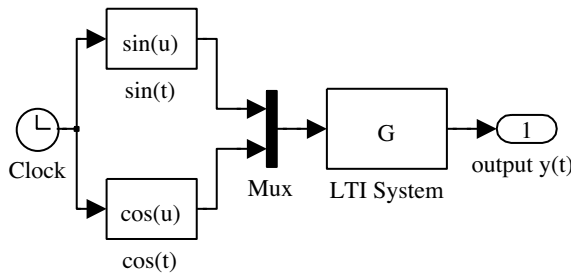 sin(u)
sin(t)
Clock
cos(u)
cos(t)
Mux
G
LTI System
1
output y(t)